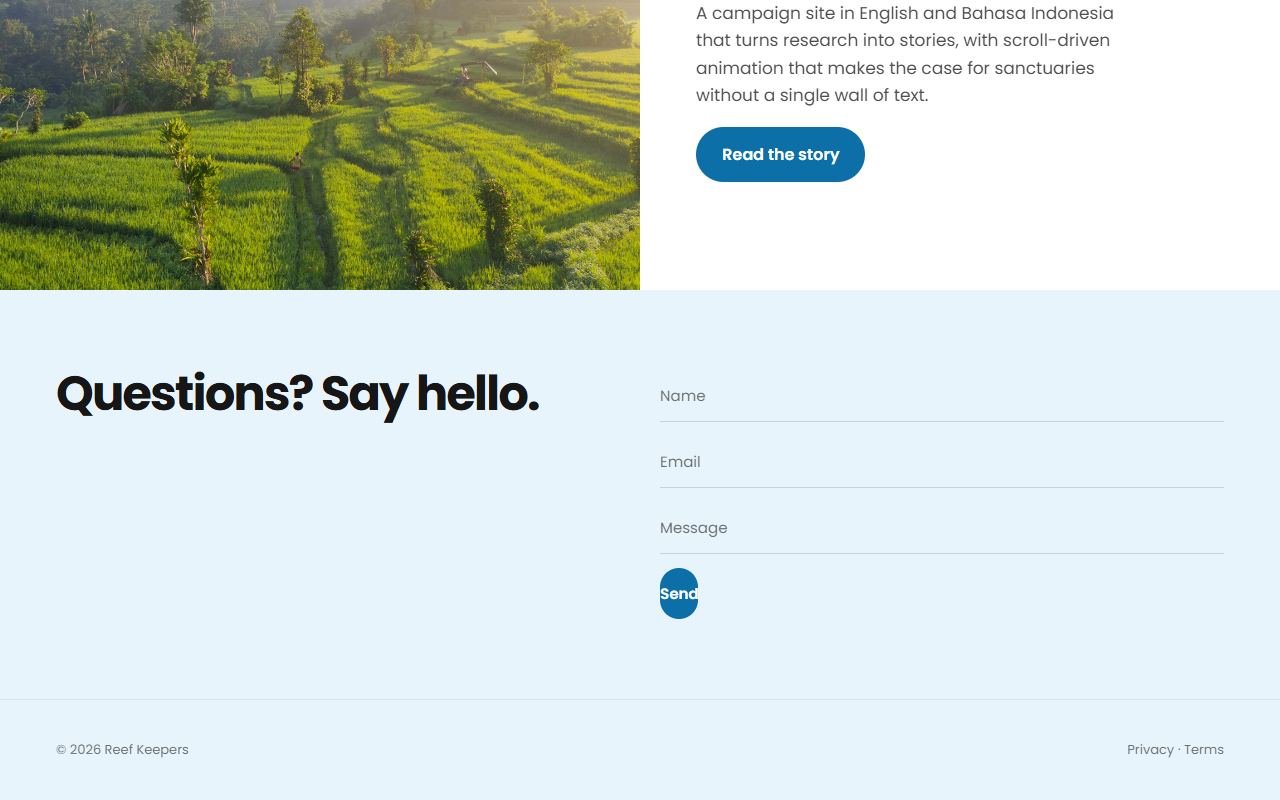 A campaign site in English and Bahasa Indonesia
that turns research into stories, with scroll-driven
animation that makes the case for sanctuaries
without a single wall of text.
Read the story
Questions? Say hello.
Name
Email
Message
Send
© 2026 Reef Keepers
Privacy · Terms